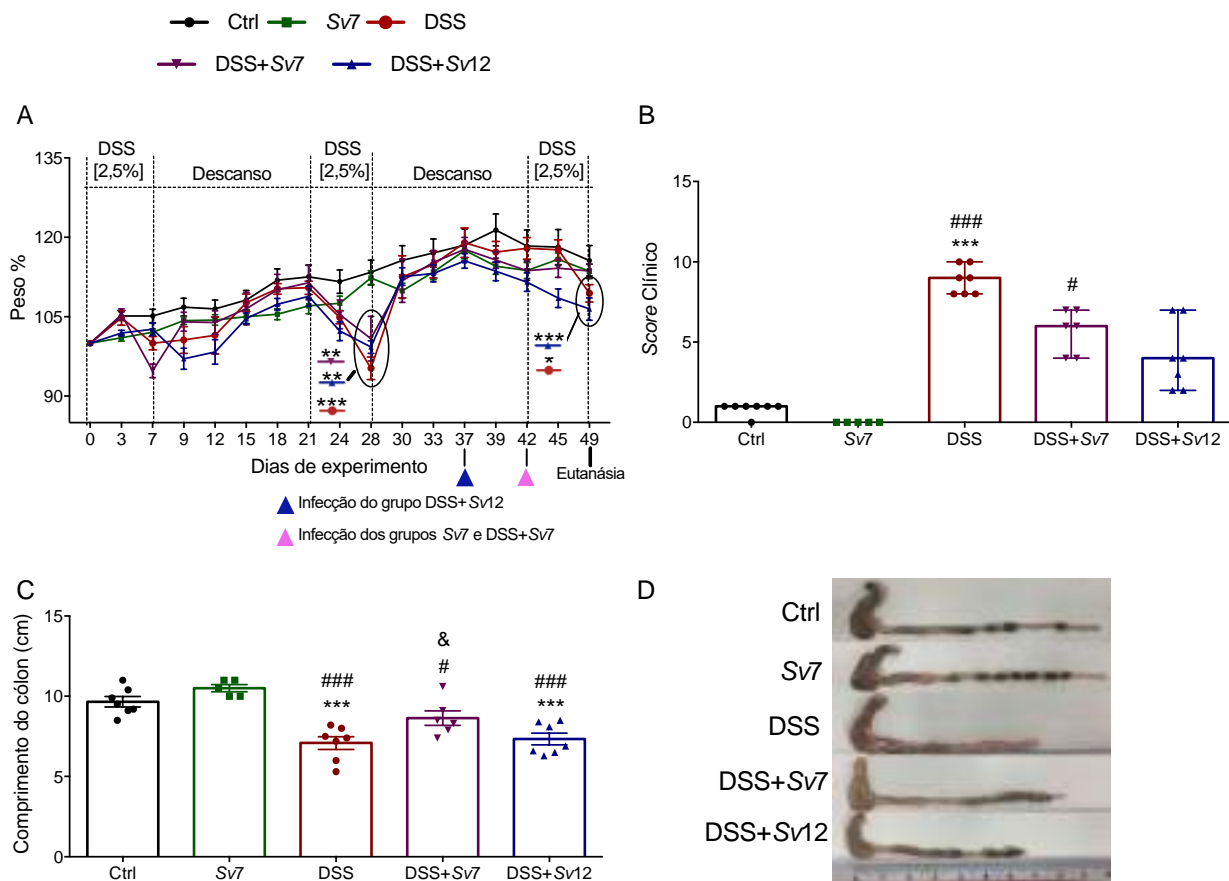 Ctrl Sv7 DSS
DSS+Sv7 DSS+Sv12
A
DSS [2,5%] Descanso DSS [2,5%] Descanso DSS [2,5%]
Peso %
135
120
105
90
** 
** 
***
***
*
0 3 7 9 12 15 18 21 24 28 30 33 37 39 42 45 49
Dias de experimento
Eutanásia
Infecção do grupo DSS+Sv12
Infecção dos grupos Sv7 e DSS+Sv7
B
Score Clínico
15
10
5
0
###
***
#
Ctrl Sv7 DSS DSS+Sv7 DSS+Sv12
C
Comprimento do cólon (cm)
15
10
5
0
###
***
&
#
###
***
Ctrl Sv7 DSS DSS+Sv7 DSS+Sv12
D
Ctrl
Sv7
DSS
DSS+Sv7
DSS+Sv12